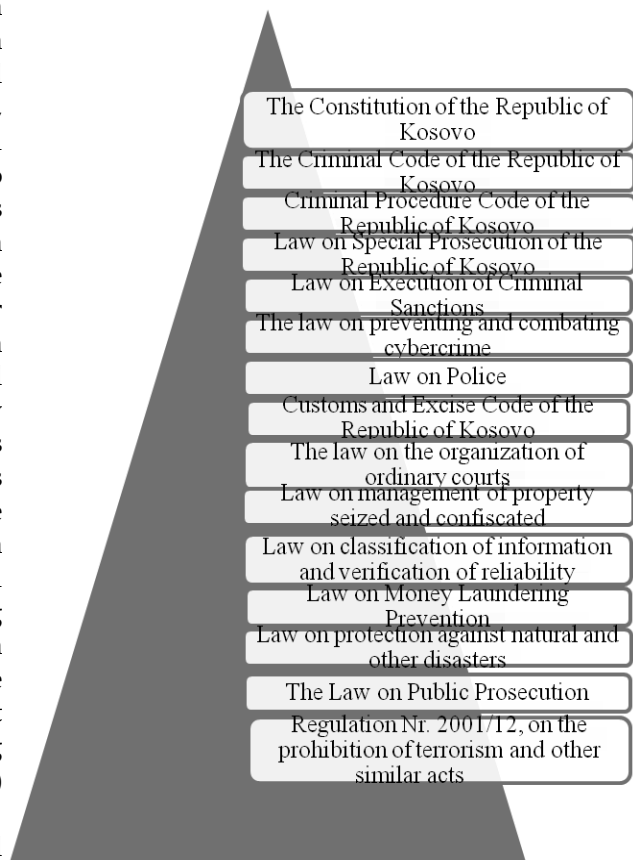 The Constitution of the Republic of
Kosovo
The Criminal Code of the Republic of
Kosovo
Criminal Procedure Code of the
Republic of Kosovo
Law on Special Prosecution of the
Republic of Kosovo
Law on Execution of Criminal
Sanctions
The law on preventing and combating
cybercrime
Law on Police
Customs and Excise Code of the
Republic of Kosovo
The law on the organization of
ordinary courts
Law on management of property
seized and confiscated
Law on classification of information
and verification of reliability
Law on Money Laundering
Prevention
Law on protection against natural and
other disasters
The Law on Public Prosecution
Regulation Nr. 2001/12, on the
prohibition of terrorism and other
similar acts